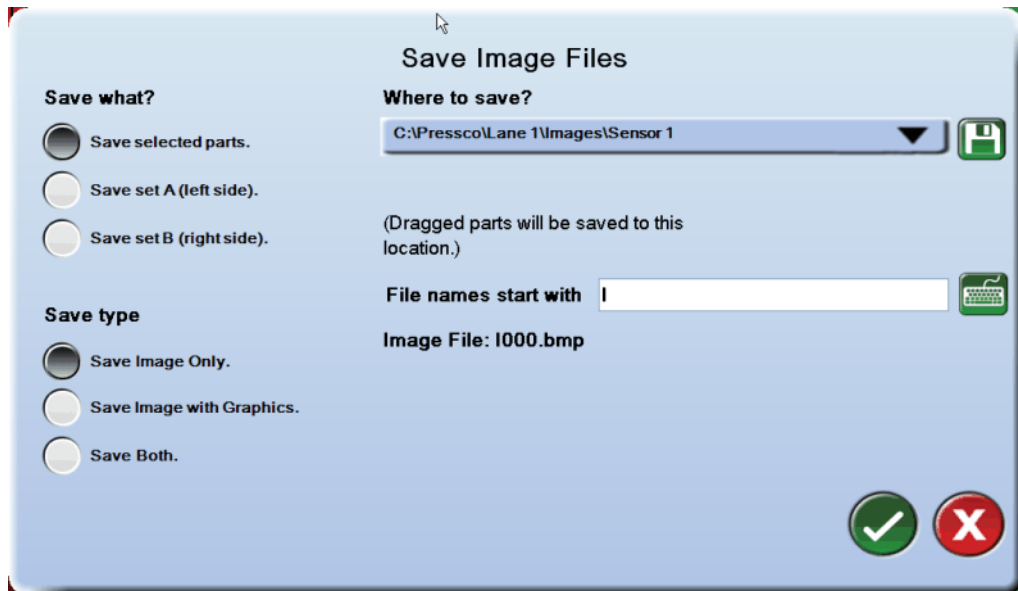 Save Image Files
Save what?
Save selected parts.
Save set A (left side).
Save set B (right side).
Save type
Save Image Only.
Save Image with Graphics.
Save Both.
Where to save?
C:\Pressco\Lane 1\Images\Sensor 1
(Dragged parts will be saved to this
location.)
File names start with I
Image File: I000.bmp